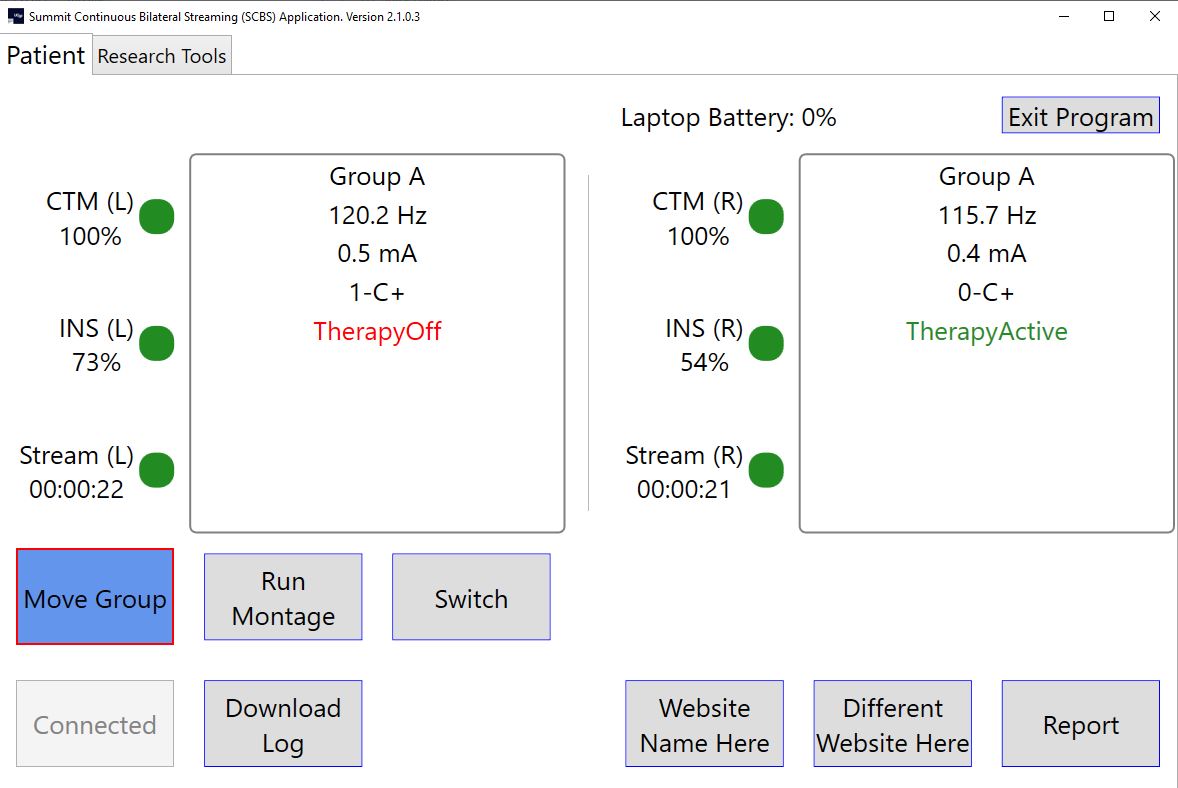 Summit Continuous Bilateral Streaming (SCBS) Application. Version 2.1.0.3
Patient
Research Tools
Laptop Battery: 0%
Exit Program
CTM (L)
100%
INS (L)
73%
Stream (L)
00:00:22
Group A
120.2 Hz
0.5 mA
1-C+
TherapyOff
CTM (R)
100%
INS (R)
54%
Stream (R)
00:00:21
Group A
115.7 Hz
0.4 mA
0-C+
TherapyActive
Move Group
Run
Montage
Switch
Connected
Download
Log
Website
Name Here
Different
Website Here
Report